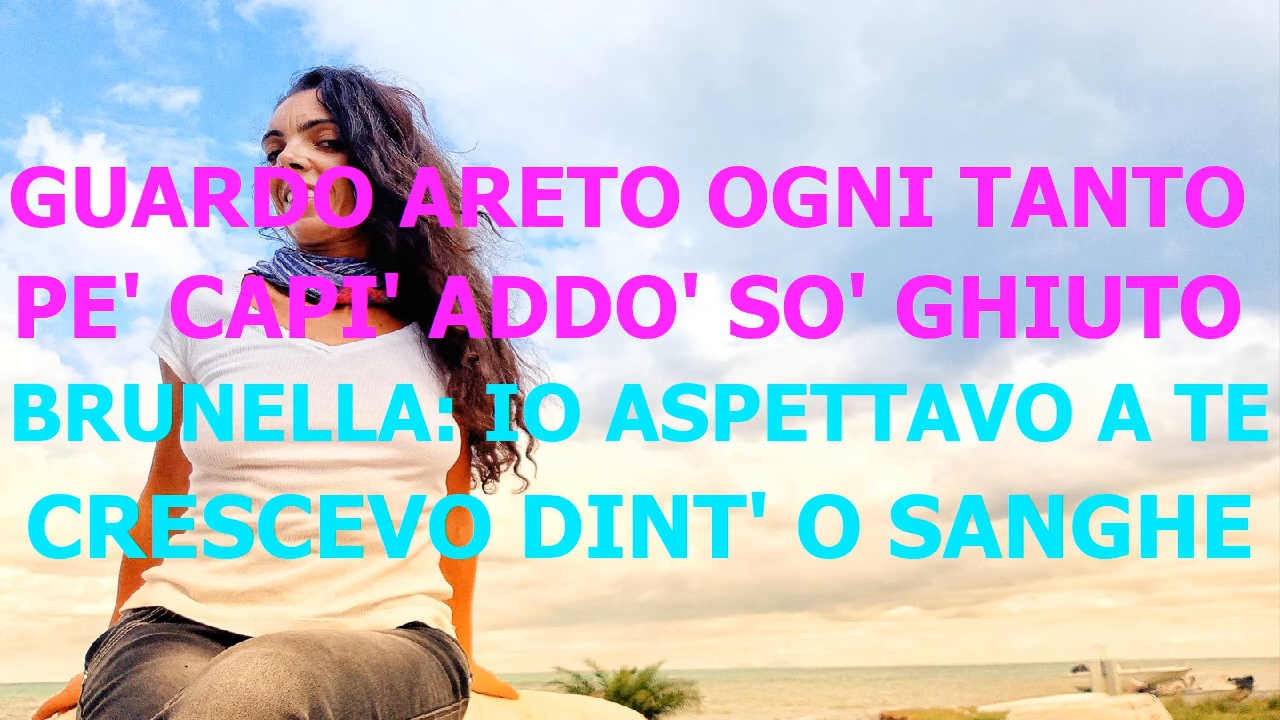 GUARDO ARETO OGNI TANTO
PE' CAPI' ADDO' SO' GHIUTO
BRUNELLA: IO ASPETTAVO A TE
CRESCEVO DINT' O SANGHE